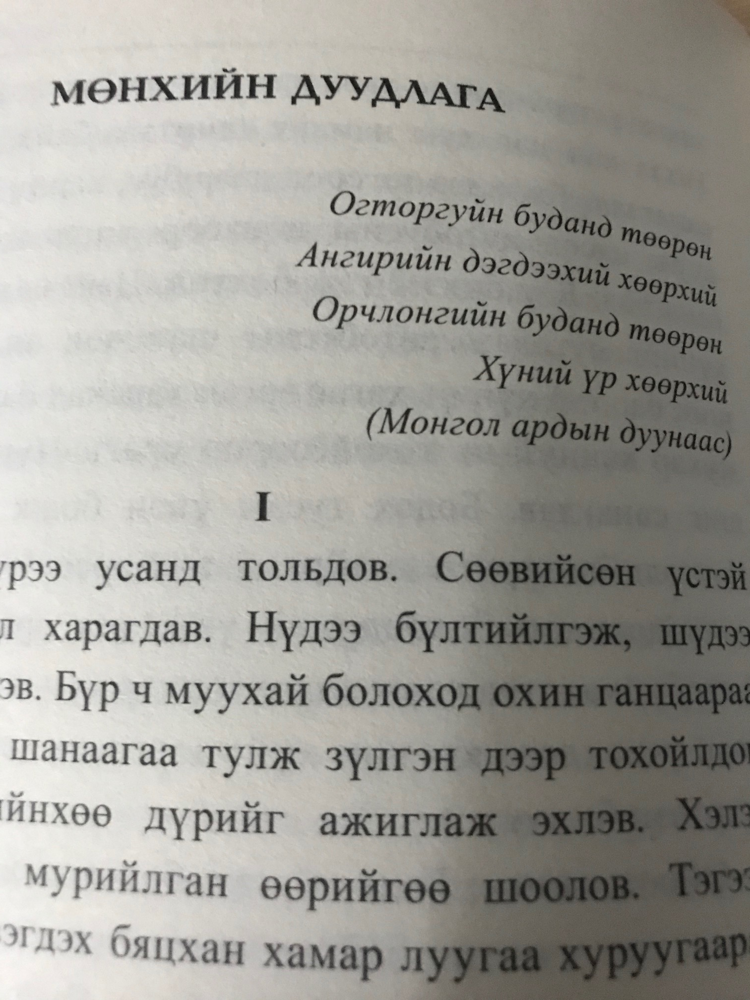 МӨНХИЙН ДУУДЛАГА
Огторгуйн буданд төөрөн
Ангирийн дэгдээхий хөөрхий
Орчлонгийн буданд төөрөн
Хүний үр хөөрхий
(Монгол ардын дуунаас)
I
усанд тольдов. Сөөвийсөн үстэй
харагдав. Нүдээ бүлтийлгэж, шүдээ
Бүр ч муухай болоход охин ганцаараа
шанаагаа тулж зүлгэн дээр
дүрийг ажиглаж эхлэв.
мурийлган өөрийгөө шоолов.
бяцхан хамар луугаа хуруугаар